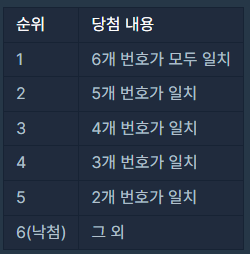 순위 당첨 내용
1 6개 번호가 모두 일치
2 5개 번호가 일치
3 4개 번호가 일치
4 3개 번호가 일치
5 2개 번호가 일치
6(낙첨) 그 외